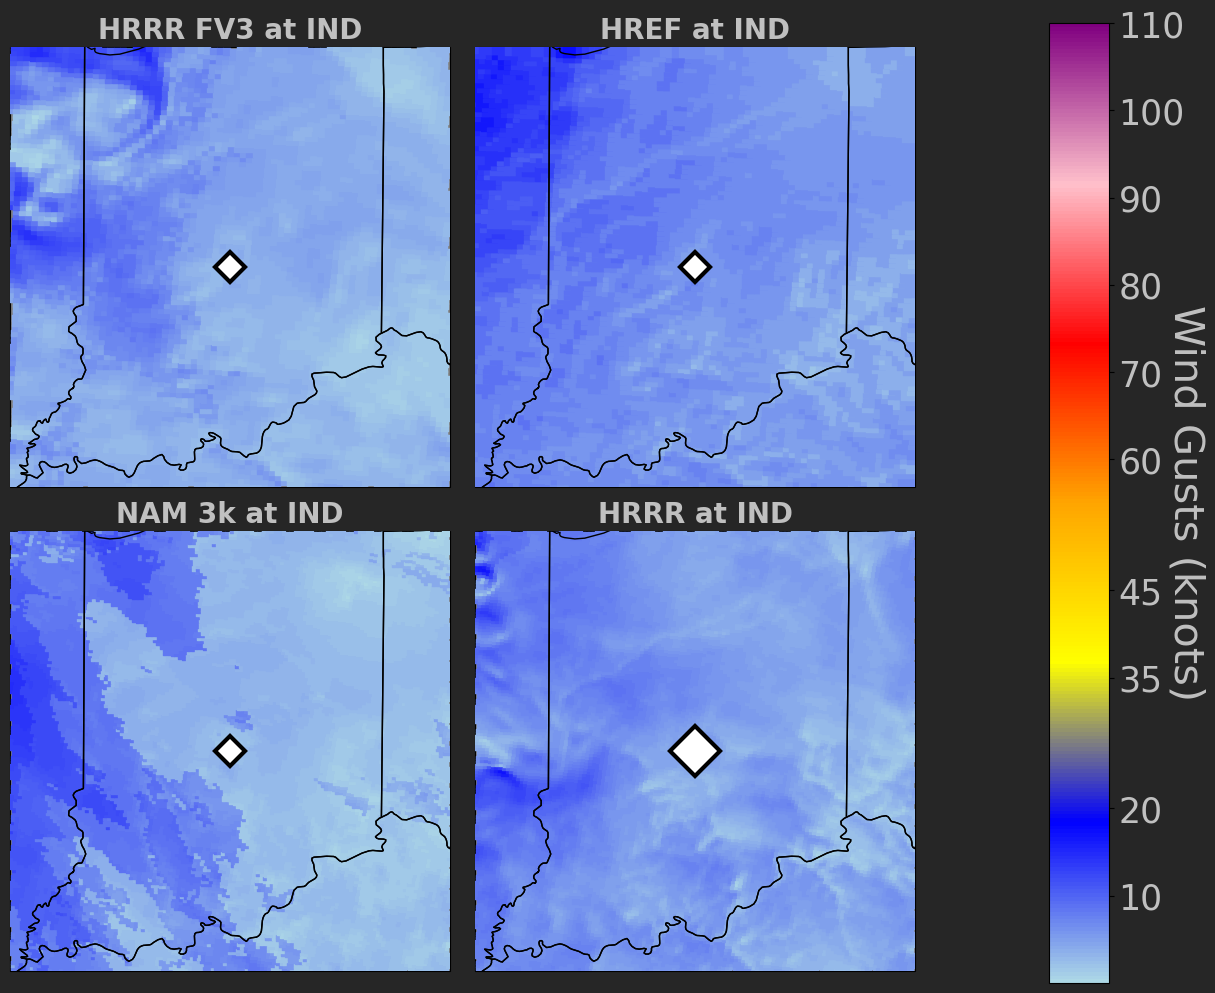 HRRR FV3 at IND
HREF at IND
NAM 3k at IND
HRRR at IND
110
100
90
80
70
60
45
35
20
10
Wind Gusts (knots)